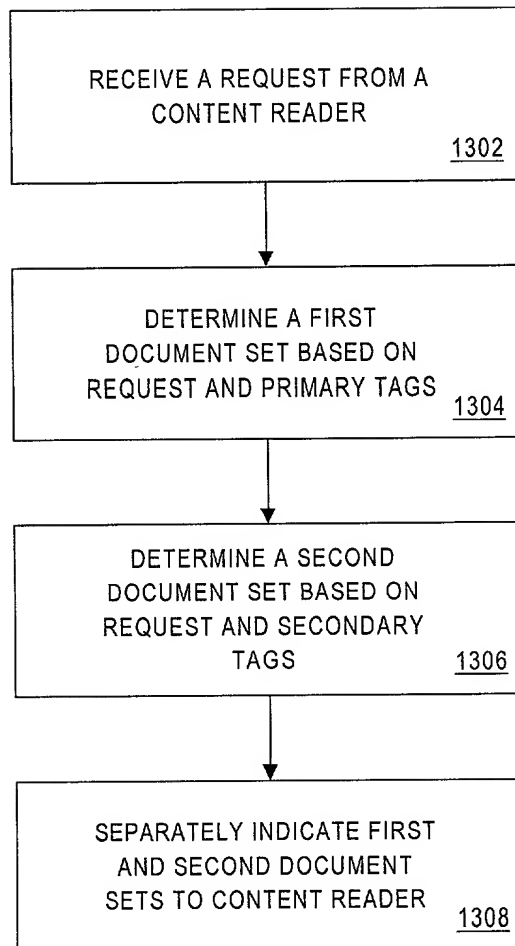 RECEIVE A REQUEST FROM A
CONTENT READER
1302
DETERMINE A FIRST
DOCUMENT SET BASED ON
REQUEST AND PRIMARY TAGS
1304
DETERMINE A SECOND
DOCUMENT SET BASED ON
REQUEST AND SECONDARY
TAGS
1306
SEPARATELY INDICATE FIRST
AND SECOND DOCUMENT
SETS TO CONTENT READER
1308